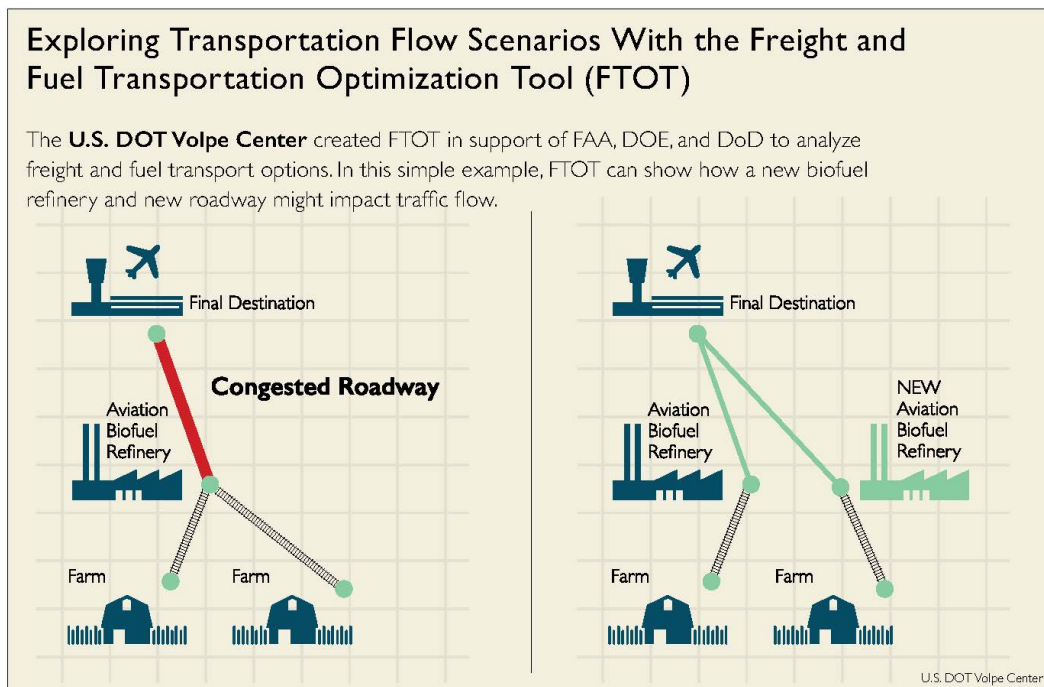 Exploring Transportation Flow Scenarios With the Freight and
Fuel Transportation Optimization Tool (FTOT)
The U.S. DOT Volpe Center created FTOT in support of FAA, DOE, and DoD to analyze
freight and fuel transport options. In this simple example, FTOT can show how a new biofuel
refinery and new roadway might impact traffic flow.
Final Destination
Congested Roadway
Aviation
Biofuel
Refinery
Farm
Farm
Final Destination
Aviation
Biofuel
Refinery
NEW
Aviation
Biofuel
Refinery
Farm
Farm
U.S. DOT Volpe Center